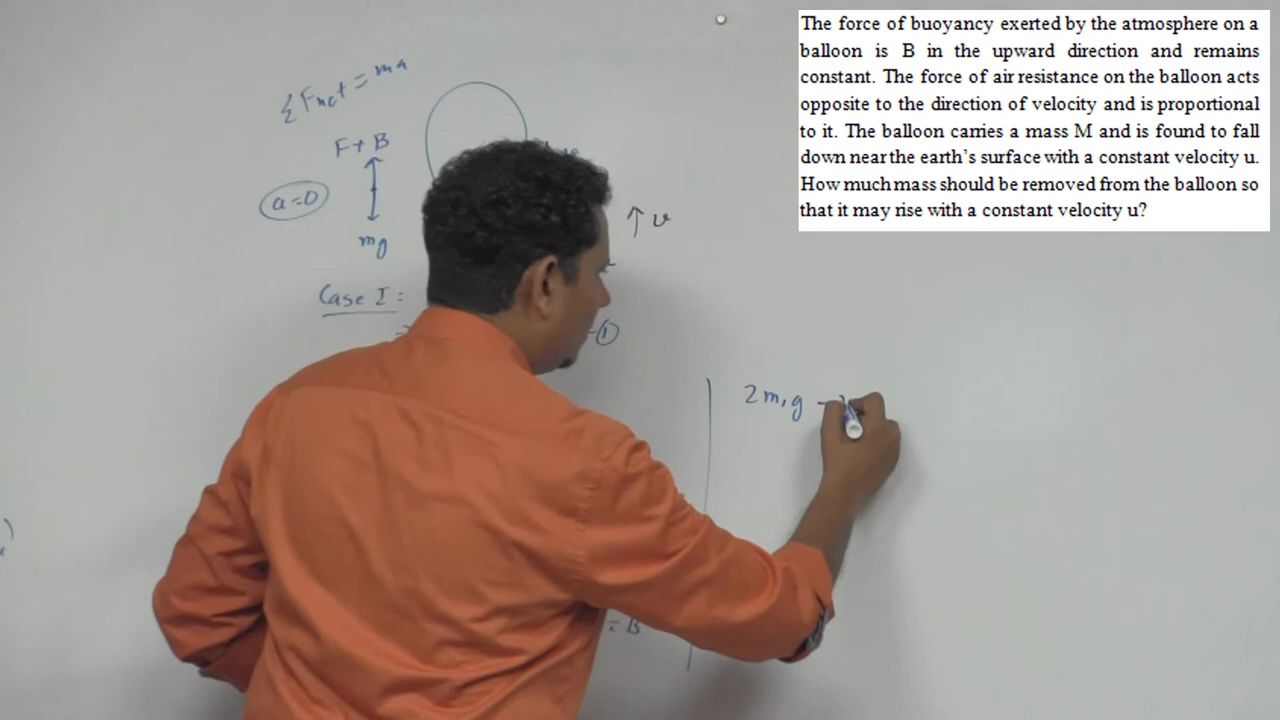 The force of buoyancy exerted by the atmosphere on a
balloon is B in the upward direction and remains
constant. The force of air resistance on the balloon acts
opposite to the direction of velocity and is proportional
to it. The balloon carries a mass M and is found to fall
down near the earth's surface with a constant velocity u.
How much mass should be removed from the balloon so
that it may rise with a constant velocity u?
ΣFnet = ma
F+B
a=0
mg
↑ v
Case I:
-①
2m,g -
= B